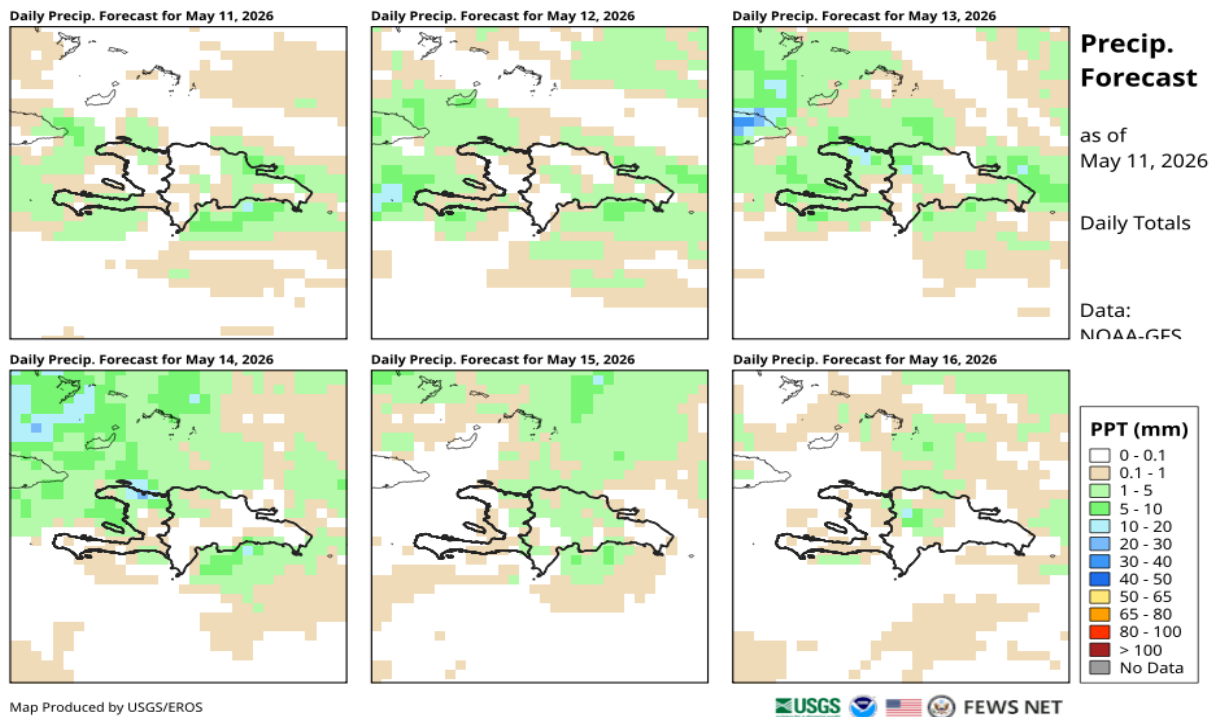 Daily Precip. Forecast for May 11, 2026
Daily Precip. Forecast for May 12, 2026
Daily Precip. Forecast for May 13, 2026
Precip.
Forecast
as of
May 11, 2026
Daily Totals
Data:
NOAA-GFS
Daily Precip. Forecast for May 14, 2026
Daily Precip. Forecast for May 15, 2026
Daily Precip. Forecast for May 16, 2026
PPT (mm)
0 - 0.1
0.1 - 1
1 - 5
5 - 10
10 - 20
20 - 30
30 - 40
40 - 50
50 - 65
65 - 80
80 - 100
> 100
No Data
Map Produced by USGS/EROS
USGS
FEWS NET